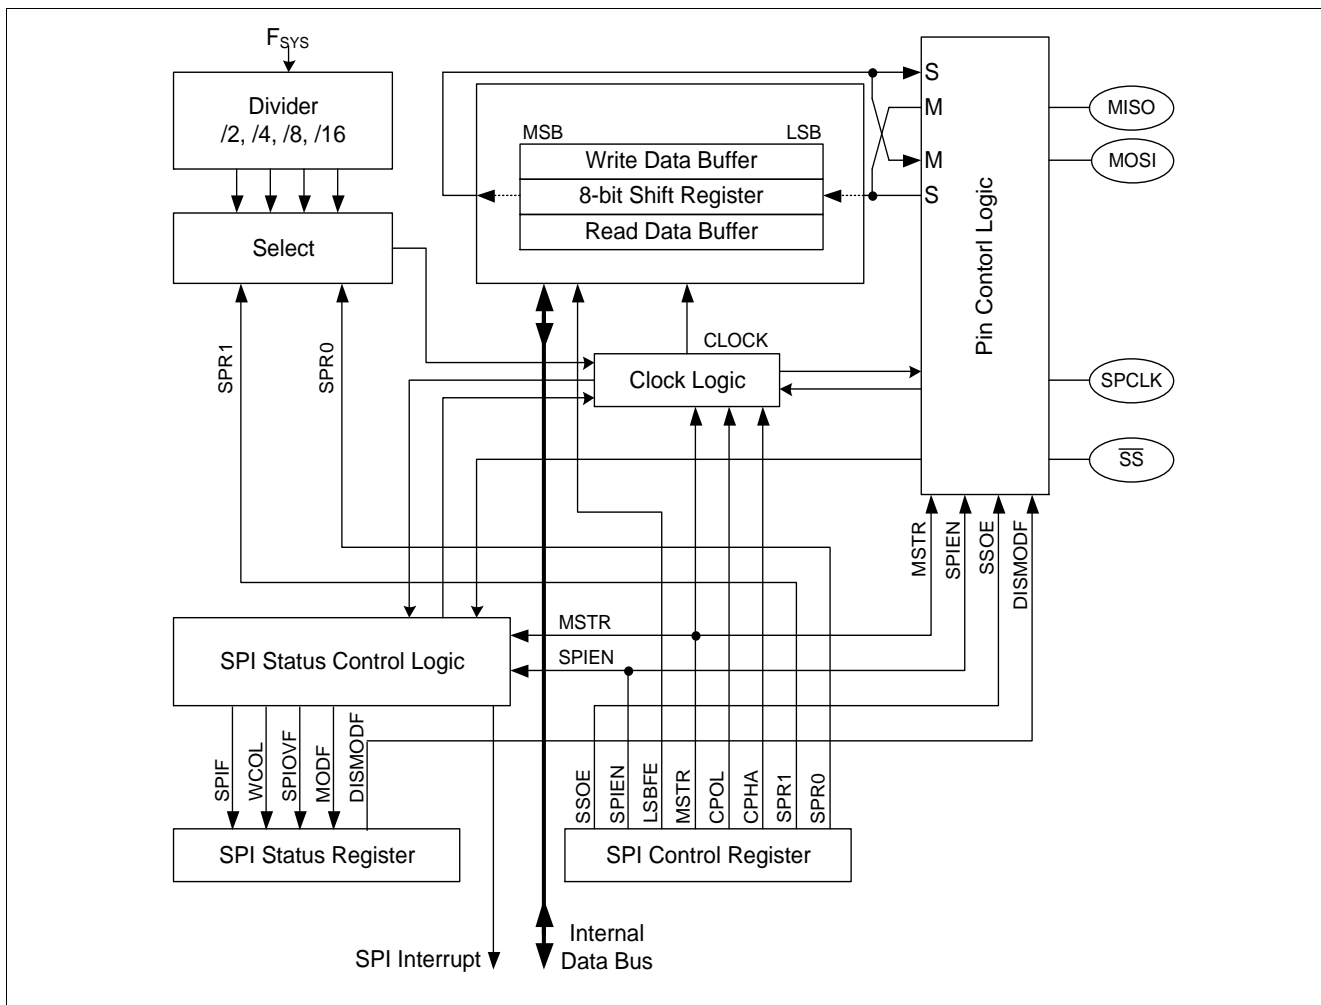 FSYS
Divider
/2, /4, /8, /16
Select
SPR1
SPR0
MSB
LSB
Write Data Buffer
8-bit Shift Register
Read Data Buffer
CLOCK
Clock Logic
S
M
M
S
Pin Contorl Logic
MISO
MOSI
SPCLK
SS
MSTR
SPIEN
SSOE
DISMODF
MSTR
SPIEN
SPI Status Control Logic
SPIF
WCOL
SPIOVF
MODF
DISMODF
SPI Status Register
SSOE
SPIEN
LSBFE
MSTR
CPOL
CPHA
SPR1
SPR0
SPI Control Register
SPI Interrupt
Internal
Data Bus